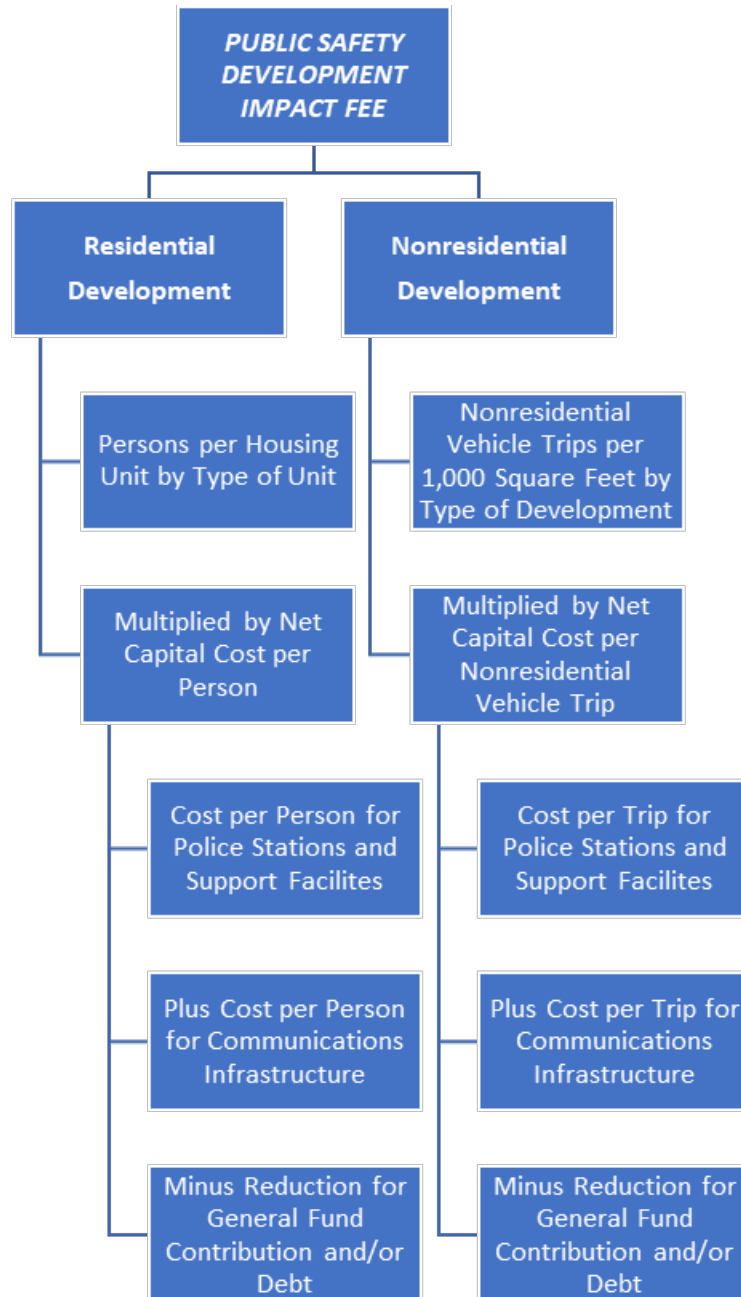 PUBLIC SAFETY
DEVELOPMENT
IMPACT FEE
Residential
Development
Nonresidential
Development
Persons per Housing
Unit by Type of Unit
Nonresidential
Vehicle Trips per
1,000 Square Feet by
Type of Development
Multiplied by Net
Capital Cost per
Person
Multiplied by Net
Capital Cost per
Nonresidential
Vehicle Trip
Cost per Person for
Police Stations and
Support Facilites
Cost per Trip for
Police Stations and
Support Facilites
Plus Cost per Person
for Communications
Infrastructure
Plus Cost per Trip for
Communications
Infrastructure
Minus Reduction for
General Fund
Contribution and/or
Debt
Minus Reduction for
General Fund
Contribution and/or
Debt